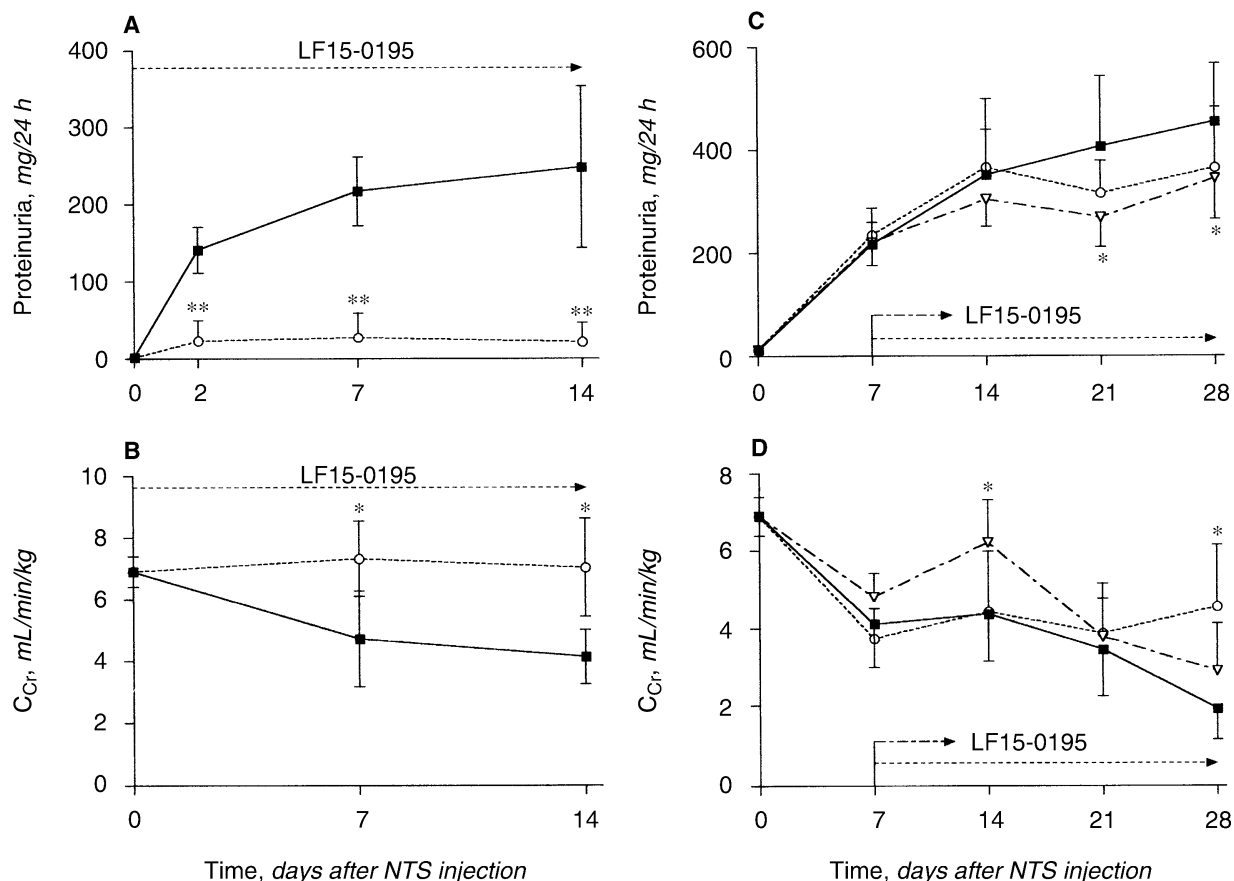 A
LF15-0195
400
300
200
100
0
Proteinuria, mg/24 h
**
**
**
0 2 7 14
C
600
400
200
0
Proteinuria, mg/24 h
*
*
LF15-0195
0 7 14 21 28
B
LF15-0195
10
8
6
4
2
0
CCr, mL/min/kg
*
*
0 7 14
Time, days after NTS injection
D
8
6
4
2
0
CCr, mL/min/kg
*
*
LF15-0195
0 7 14 21 28
Time, days after NTS injection